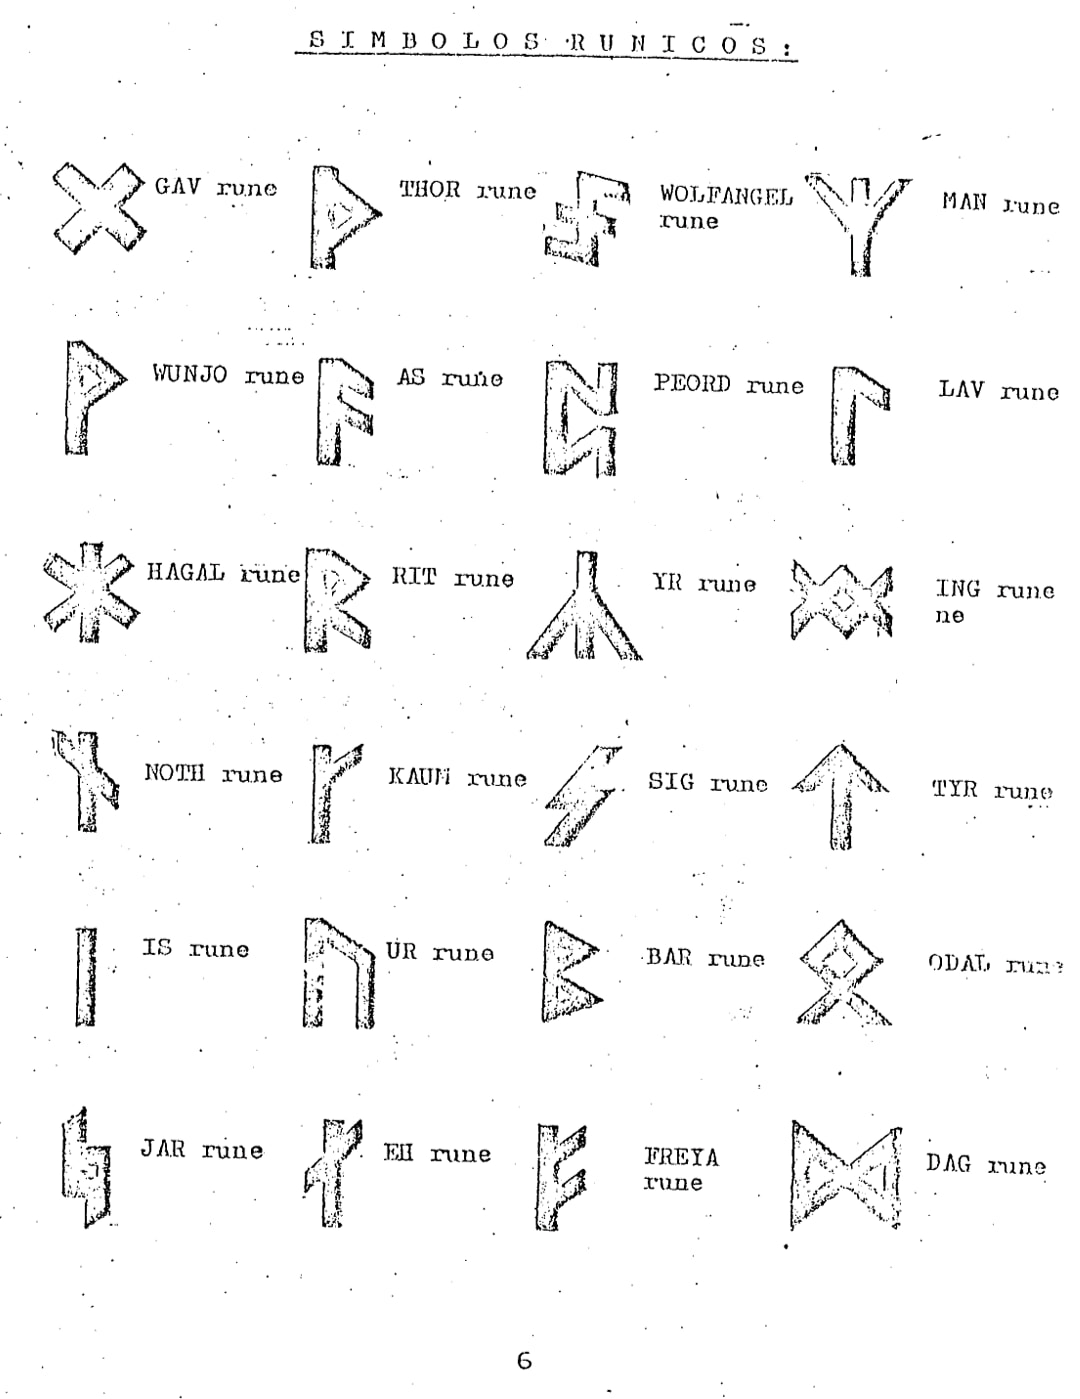 SIMBOLOS RUNICOS:
GAV rune
THOR rune
WOLFANGEL
rune
MAN rune
WUNJO rune
AS rune
PEORD rune
LAV rune
HAGAL rune
RIT rune
YR rune
ING rune
ne
NOTH rune
KAUN rune
SIG rune
TYR rune
IS rune
UR rune
BAR rune
ODAL rune
JAR rune
EH rune
FREYA
rune
DAG rune
6